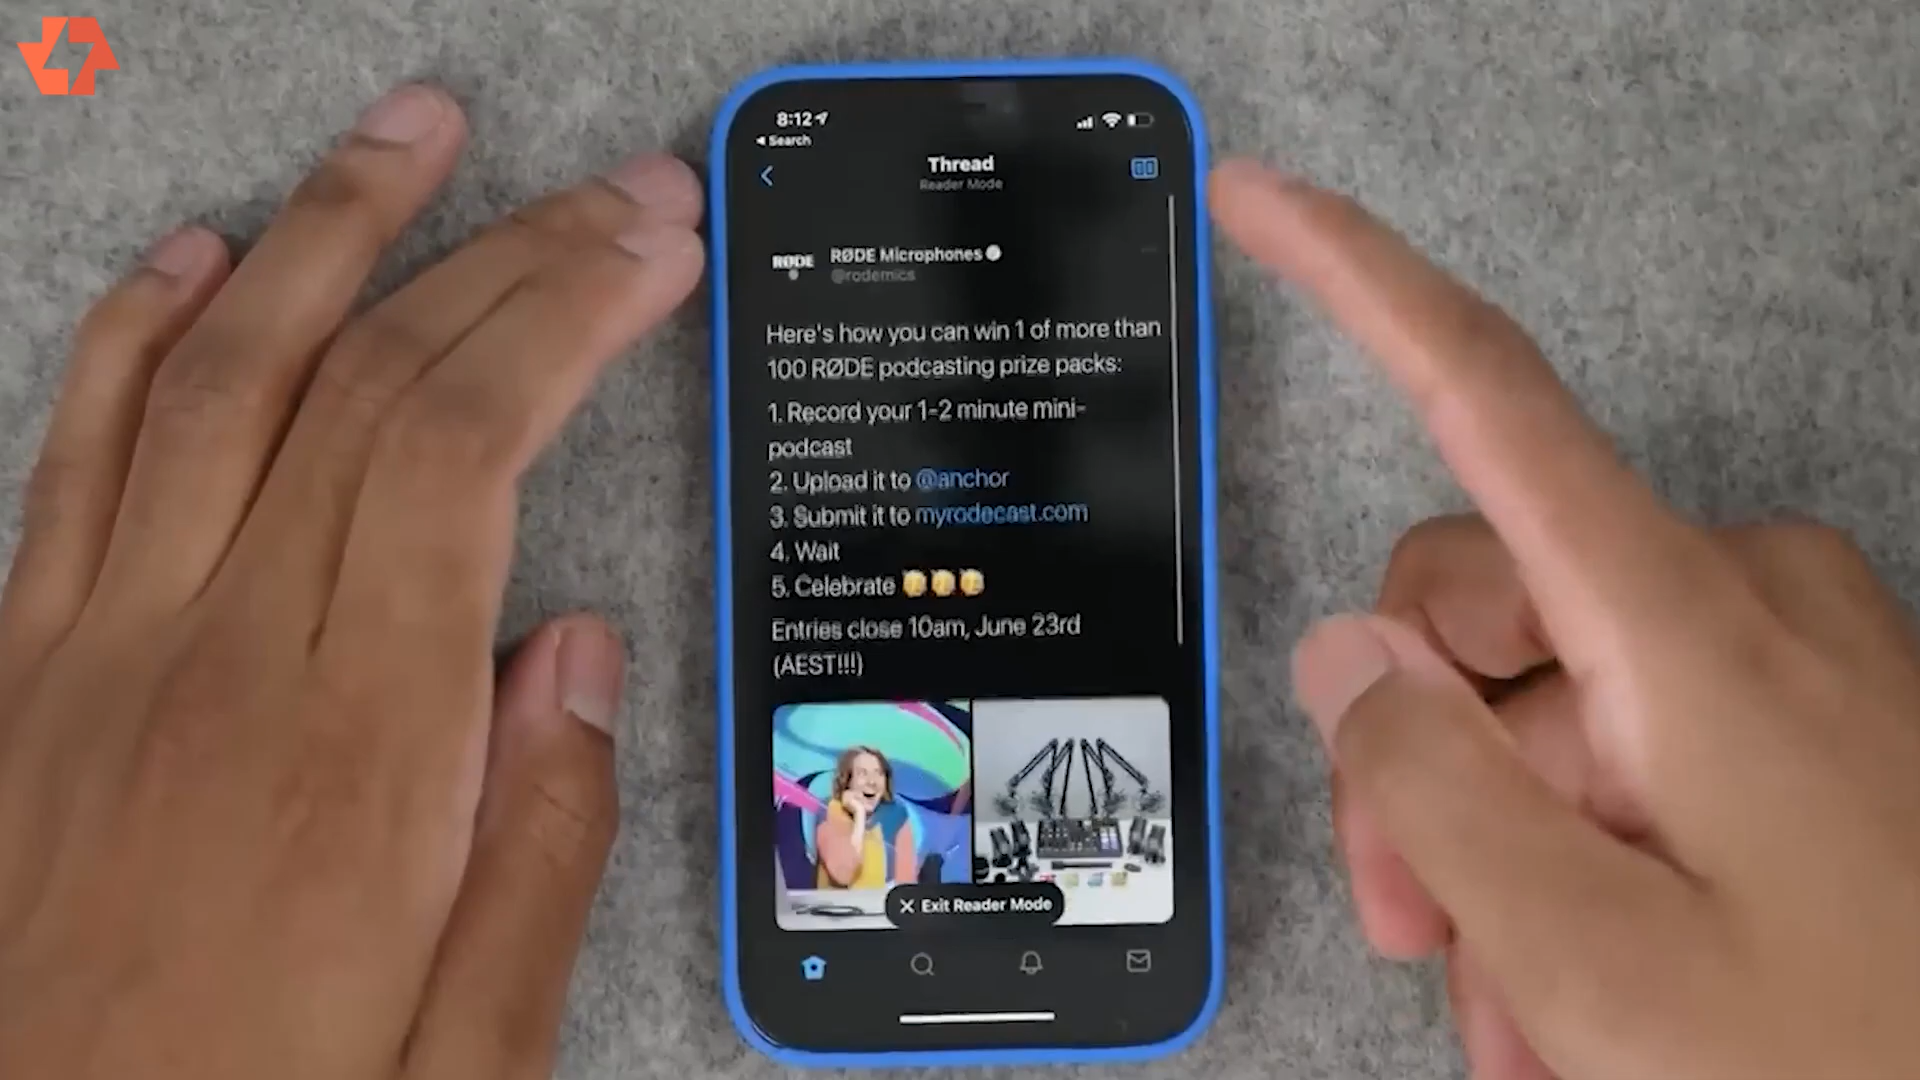 8:12
Search
Thread
Reader Mode
RØDE
RØDE Microphones
@rodemics
Here's how you can win 1 of more than
100 RØDE podcasting prize packs:
1. Record your 1-2 minute mini-
podcast
2. Upload it to @anchor
3. Submit it to myrodecast.com
4. Wait
5. Celebrate 🥳🥳🥳
Entries close 10am, June 23rd
(AEST!!!)
Exit Reader Mode